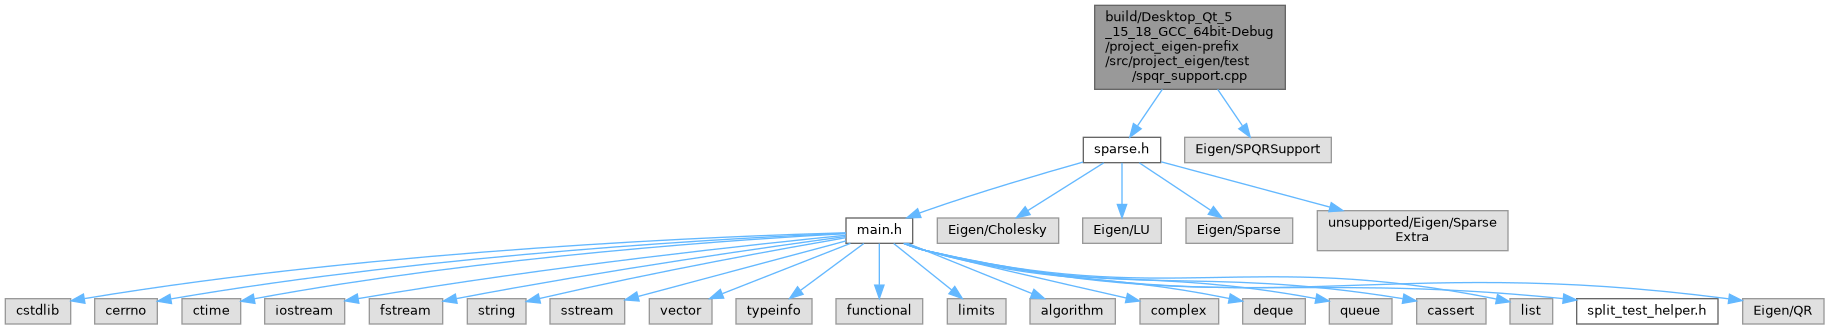 build/Desktop_Qt_5
_15_18_GCC_64bit-Debug
/project_eigen-prefix
/src/project_eigen/test
/spqr_support.cpp
sparse.h
Eigen/SPQRSupport
main.h
Eigen/Cholesky
Eigen/LU
Eigen/Sparse
unsupported/Eigen/Sparse
Extra
cstdlib
cerrno
ctime
iostream
fstream
string
sstream
vector
typeinfo
functional
limits
algorithm
complex
deque
queue
cassert
list
split_test_helper.h
Eigen/QR